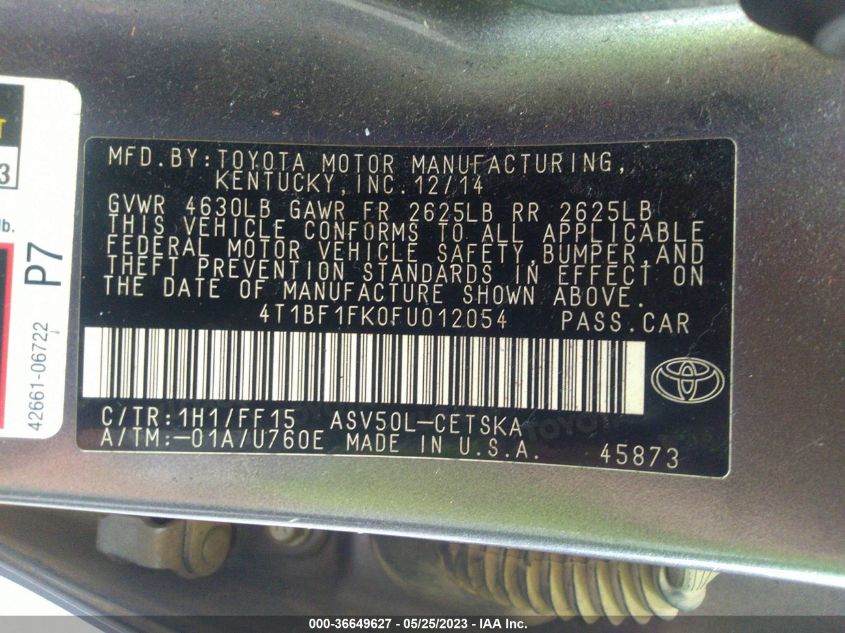 MFD.BY:TOYOTA MOTOR MANUFACTURING,
KENTUCKY, INC. 12/14
GVWR 4630LB GAWR FR 2625LB RR 2625LB
THIS VEHICLE CONFORMS TO ALL APPLICABLE
FEDERAL MOTOR VEHICLE SAFETY,BUMPER,AND
THEFT PREVENTION STANDARDS IN EFFECT ON
THE DATE OF MANUFACTURE SHOWN ABOVE.
4T1BF1FK0FU012054 PASS.CAR
C/TR:1H1/FF15 ASV50L-CETSKA
A/TM:-01A/U760E MADE IN U.S.A. 45873
TOYOTA
T
3
lb.
P7
42661-06722
000-36649627 - 05/25/2023 - IAA Inc.